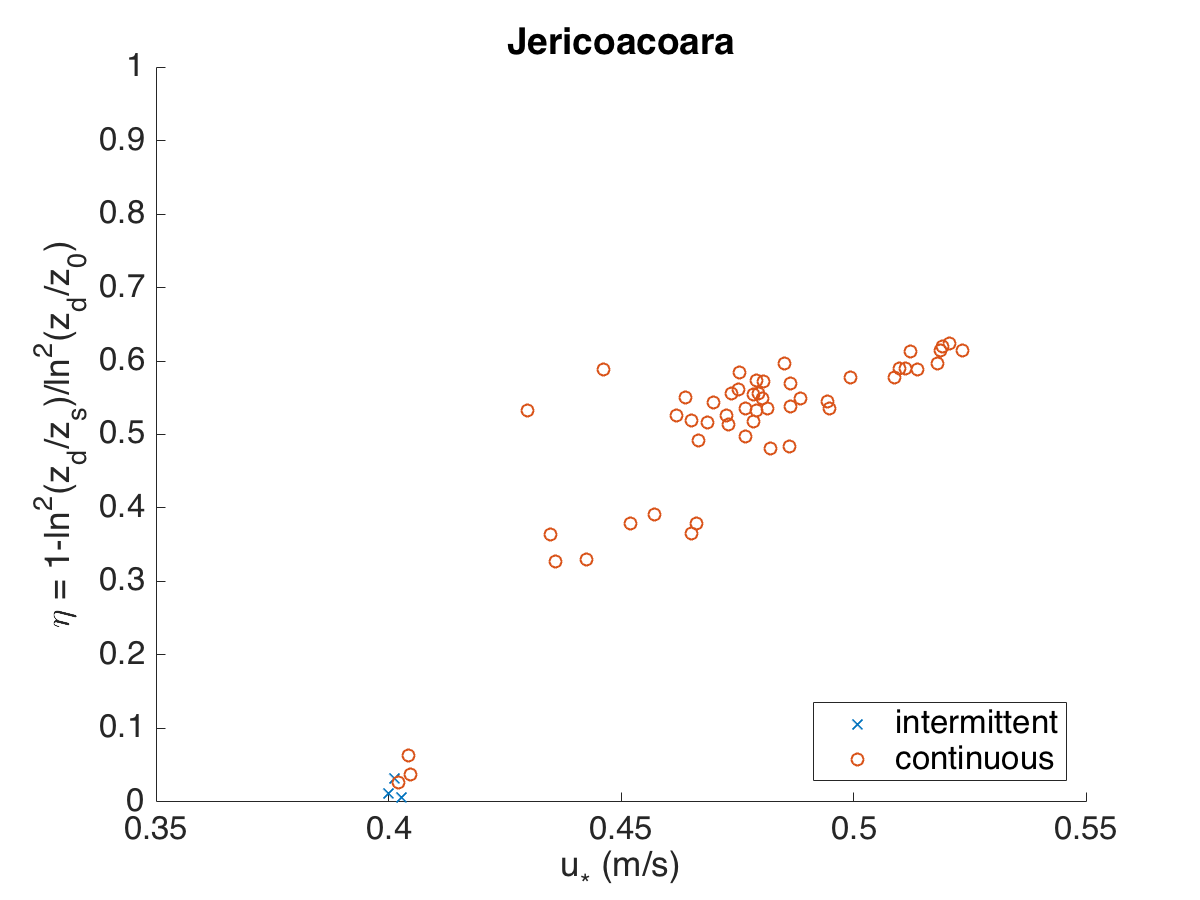 Jericoacoara
1
0.9
0.8
0.7
0.6
0.5
0.4
0.3
0.2
0.1
0
η = 1-ln²(z_d/z_s)/ln²(z_d/z_0)
intermittent
continuous
0.35 0.4 0.45 0.5 0.55
u_* (m/s)